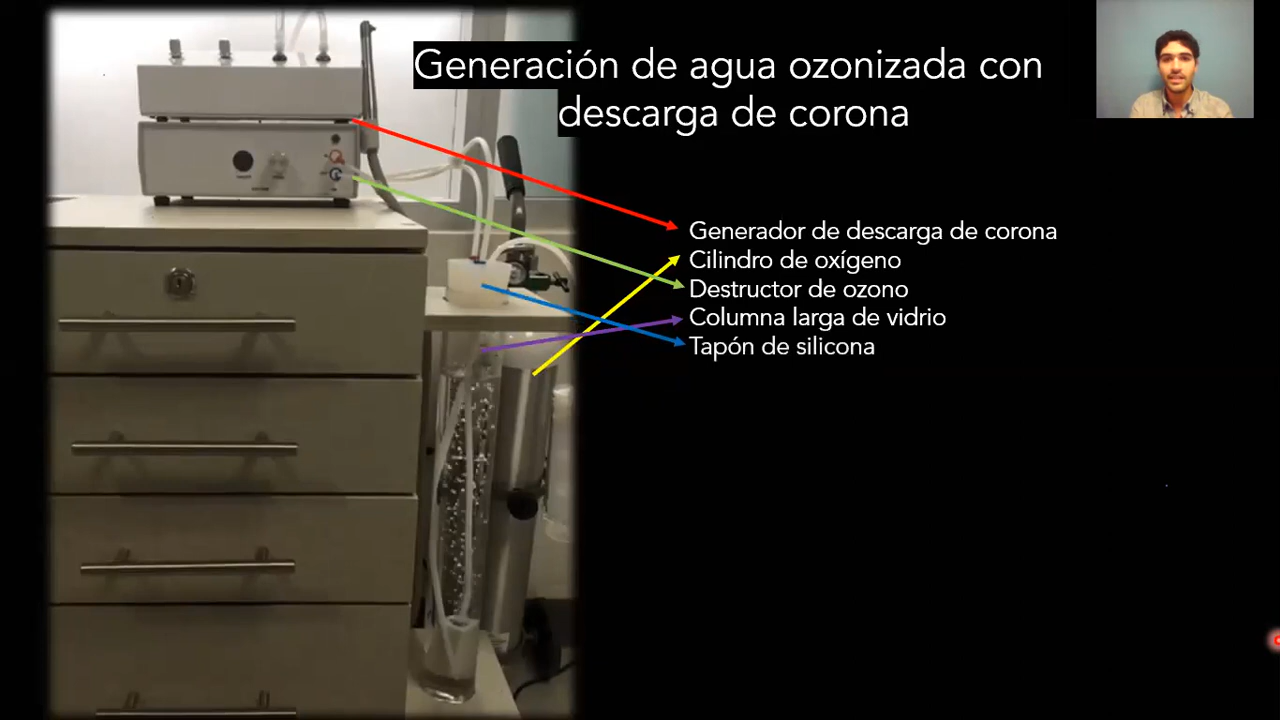 Generación de agua ozonizada con
descarga de corona
Generador de descarga de corona
Cilindro de oxígeno
Destructor de ozono
Columna larga de vidrio
Tapón de silicona